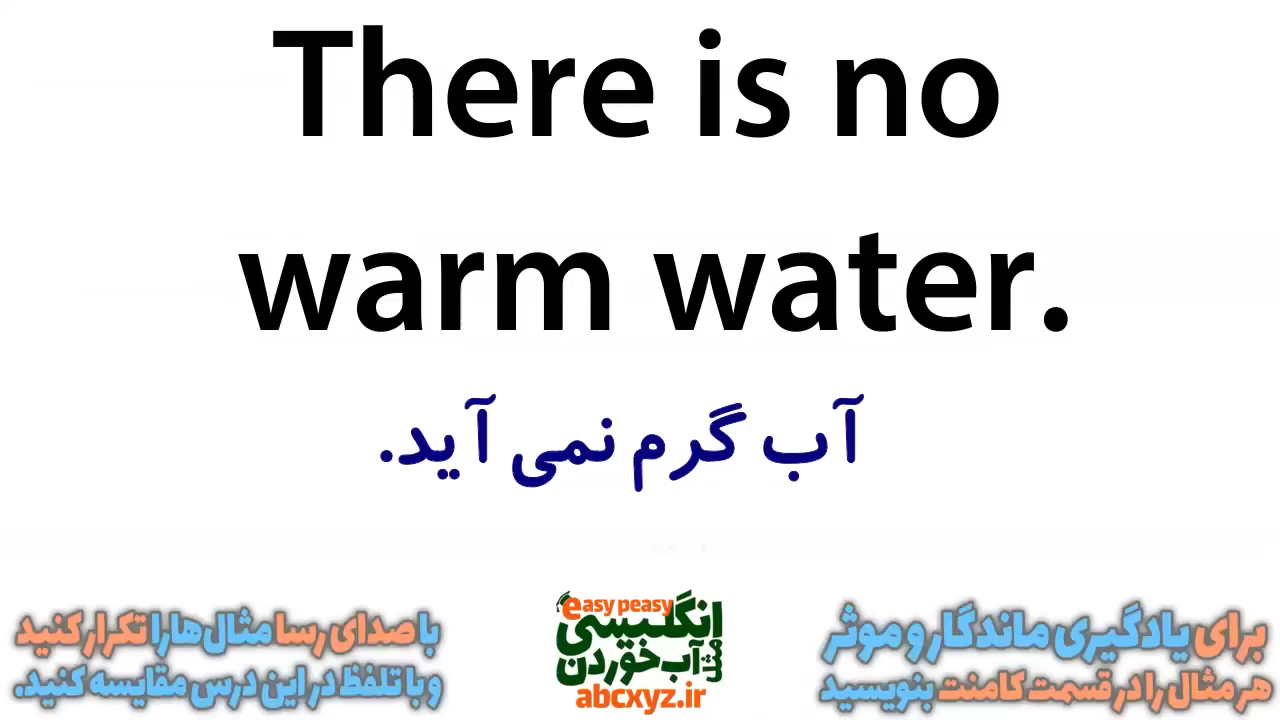 There is no
warm water.
آب گرم نمی آید.
برای یادگیری ماندگار و موثر
هر مثال را در قسمت کامنت بنویسید
easy peasy
انگلیسی
مثل
آب خوردن
abcxyz.ir
با صدای رسا مثال‌ها را تکرار کنید
و با تلفظ در این درس مقایسه کنید.